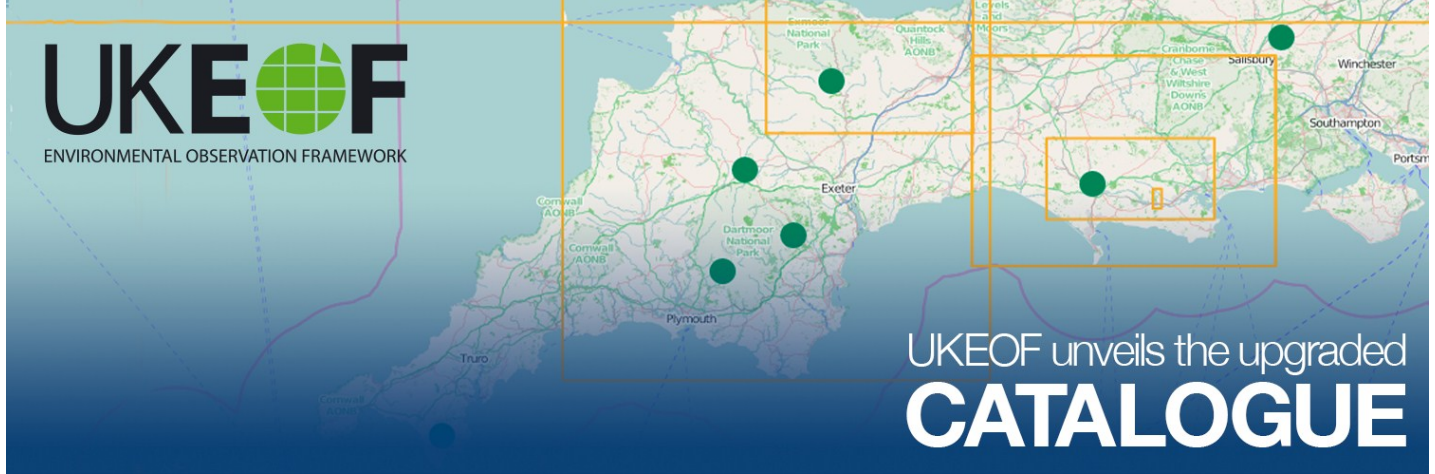 UKEOF
ENVIRONMENTAL OBSERVATION FRAMEWORK
Exmoor
National
Park
Quantock
Hills
AONB
Levels
and
Moors
Cranborne
Chase
& West
Wiltshire
Downs
AONB
Salisbury
Winchester
Southampton
Portsm
Exeter
Cornwall
AONB
Cornwall
AONB
Dartmoor
National
Park
Plymouth
Truro
Cornwall
AONB
UKEOF unveils the upgraded
CATALOGUE